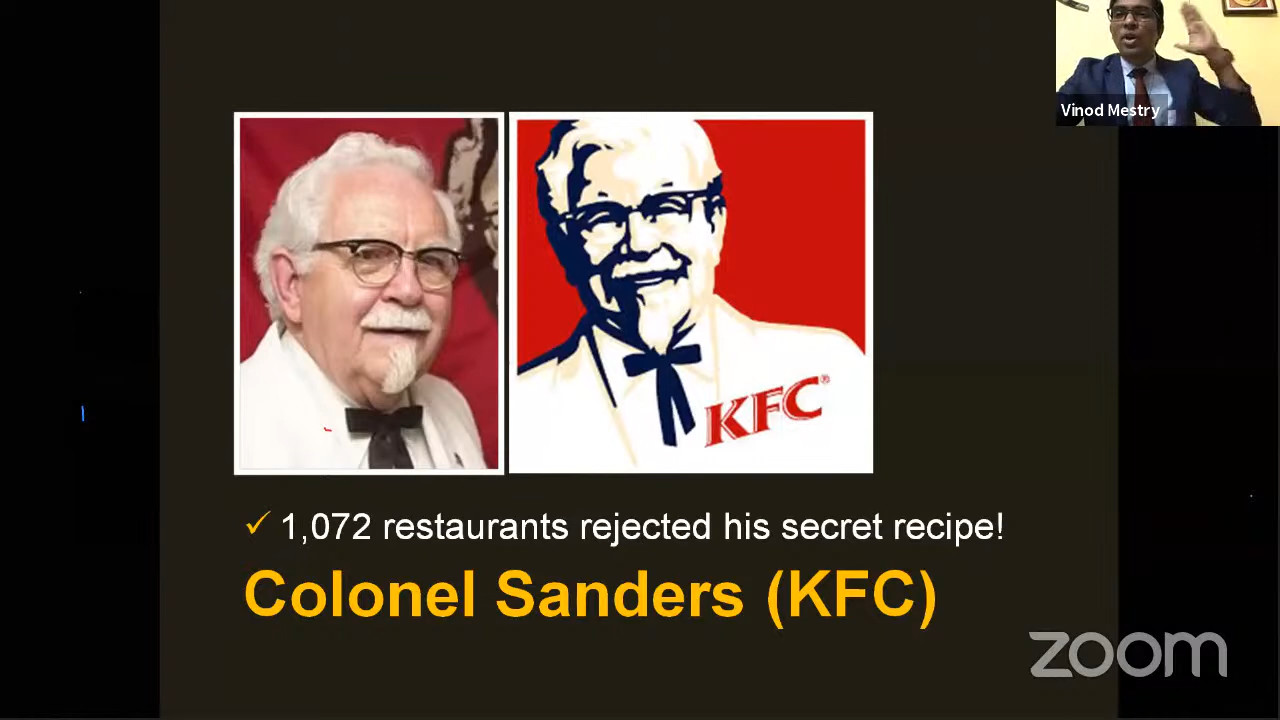 Vinod Mestry
KFC®
✓ 1,072 restaurants rejected his secret recipe!
Colonel Sanders (KFC)
zoom